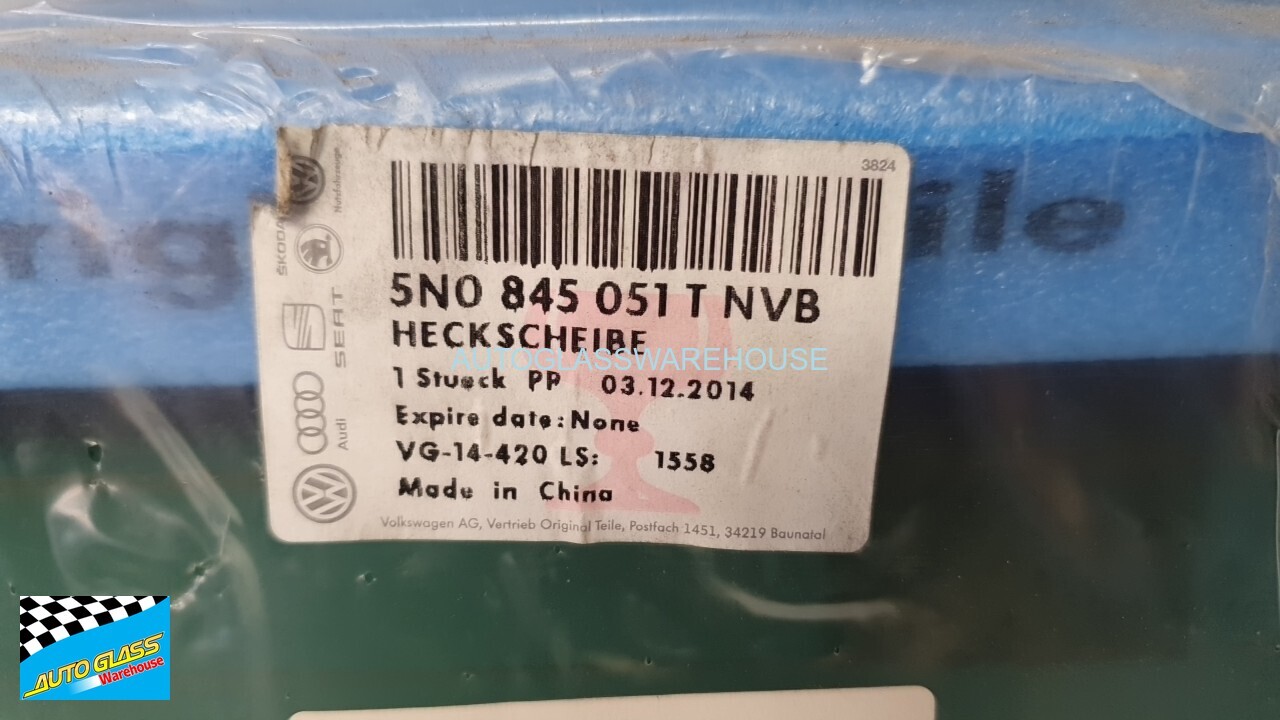 3824
Nutzfahrzeuge
ŠKODA
SEAT
Audi
5N0 845 051 T NVB
HECKSCHEIBE
AUTOGLASSWAREHOUSE
1 Stueck PP 03.12.2014
Expire date: None
VG-14-420 LS: 1558
Made in China
Volkswagen AG, Vertrieb Original Teile, Postfach 1451, 34219 Baunatal
AUTO GLASS
Warehouse